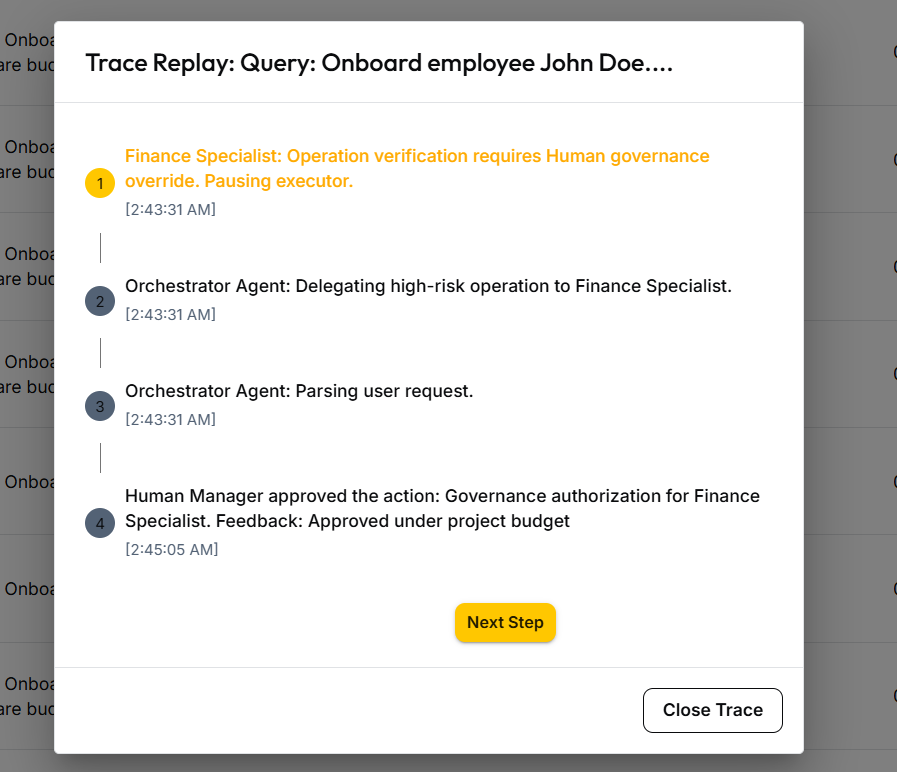 Trace Replay: Query: Onboard employee John Doe....
1
Finance Specialist: Operation verification requires Human governance
override. Pausing executor.
[2:43:31 AM]
2
Orchestrator Agent: Delegating high-risk operation to Finance Specialist.
[2:43:31 AM]
3
Orchestrator Agent: Parsing user request.
[2:43:31 AM]
4
Human Manager approved the action: Governance authorization for Finance
Specialist. Feedback: Approved under project budget
[2:45:05 AM]
Next Step
Close Trace